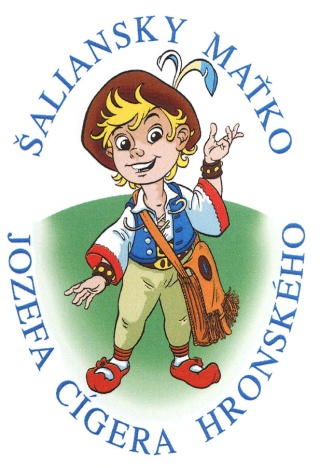 ŠALIANSKY MAŤKO
JOZEFA CÍGERA HRONSKÉHO